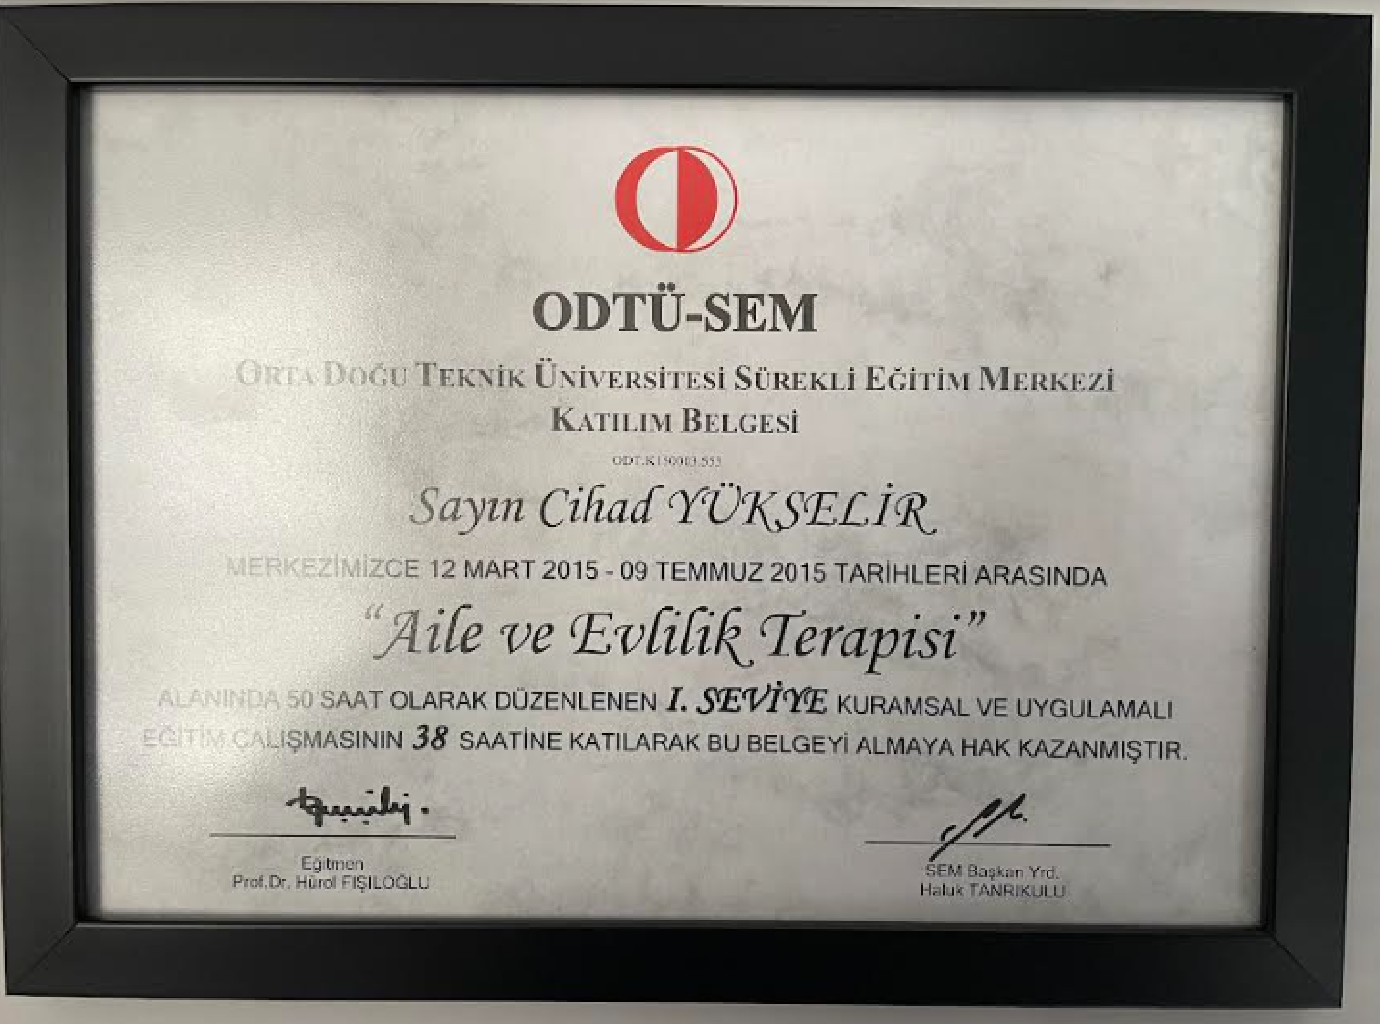 ODTÜ-SEM
ORTA DOĞU TEKNİK ÜNİVERSİTESİ SÜREKLİ EĞİTİM MERKEZİ
KATILIM BELGESİ
ODT.K150003.553
Sayın Cihad YÜKSELİR
MERKEZİMİZCE 12 MART 2015 - 09 TEMMUZ 2015 TARİHLERİ ARASINDA
“Aile ve Evlilik Terapisi”
ALANINDA 50 SAAT OLARAK DÜZENLENEN I. SEVİYE KURAMSAL VE UYGULAMALI
EĞİTİM ÇALIŞMASININ 38 SAATİNE KATILARAK BU BELGEYİ ALMAYA HAK KAZANMIŞTIR.
Eğitmen
Prof.Dr. Hürol FIŞILOĞLU
SEM Başkan Yrd.
Haluk TANRIKULU